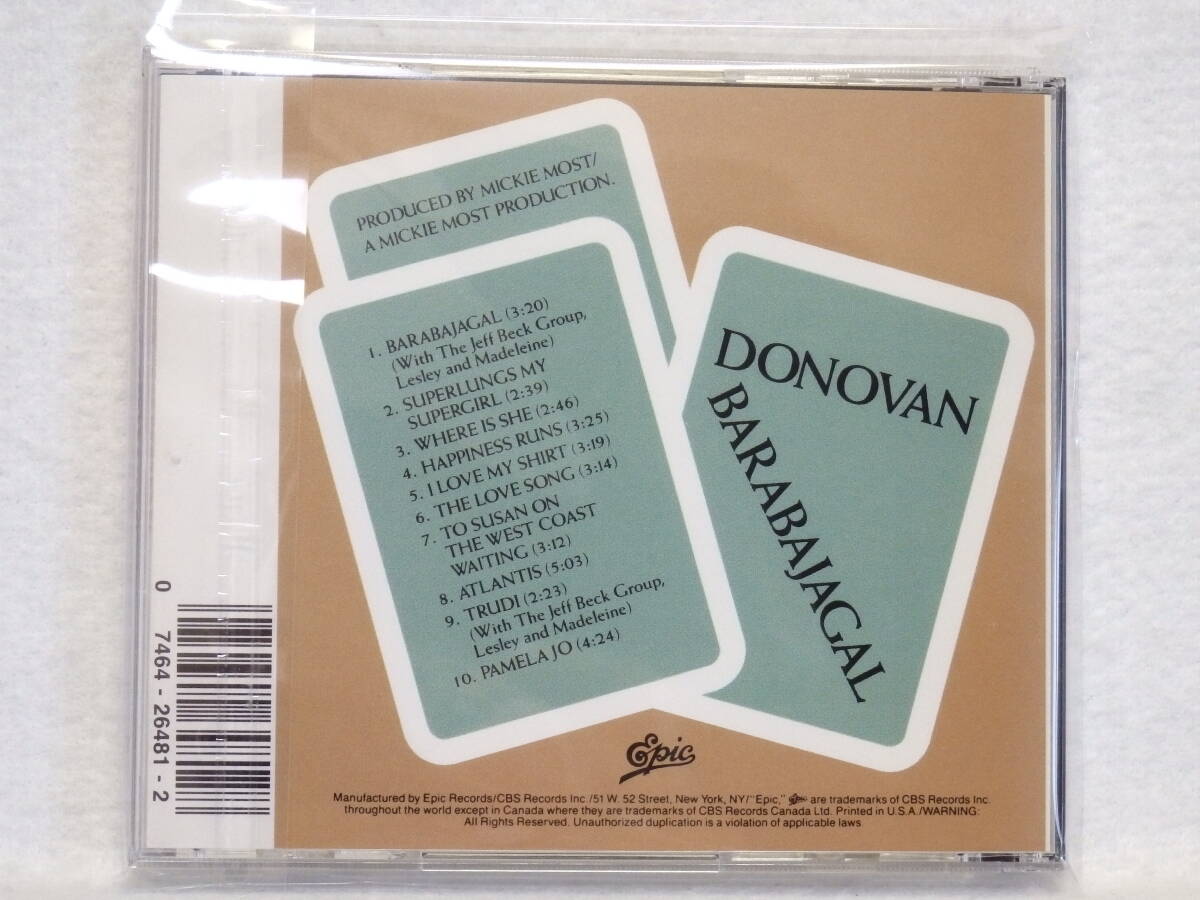 PRODUCED BY MICKIE MOST/
A MICKIE MOST PRODUCTION.
1. BARABAJAGAL (3:20)
(With The Jeff Beck Group,
Lesley and Madeleine)
2. SUPERLUNGS MY
SUPERGIRL (2:39)
3. WHERE IS SHE (2:46)
4. HAPPINESS RUNS (3:25)
5. I LOVE MY SHIRT (3:19)
6. THE LOVE SONG (3:14)
7. TO SUSAN ON
THE WEST COAST
WAITING (3:12)
8. ATLANTIS (5:03)
9. TRUDI (2:23)
(With The Jeff Beck Group,
Lesley and Madeleine)
10. PAMELA JO (4:24)
DONOVAN
BARABAJAGAL
0 7464-26481-2
Epic
Manufactured by Epic Records/CBS Records Inc./51 W. 52 Street, New York, NY/"Epic," Epic are trademarks of CBS Records Inc.
throughout the world except in Canada where they are trademarks of CBS Records Canada Ltd. Printed in U.S.A./WARNING:
All Rights Reserved. Unauthorized duplication is a violation of applicable laws.